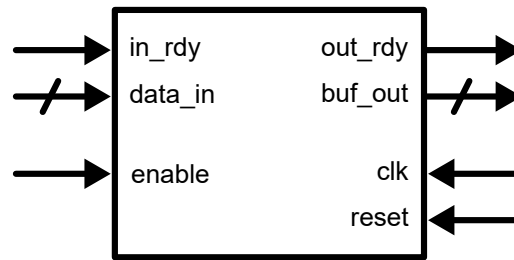 in_rdy out_rdy
data_in buf_out
enable clk
reset